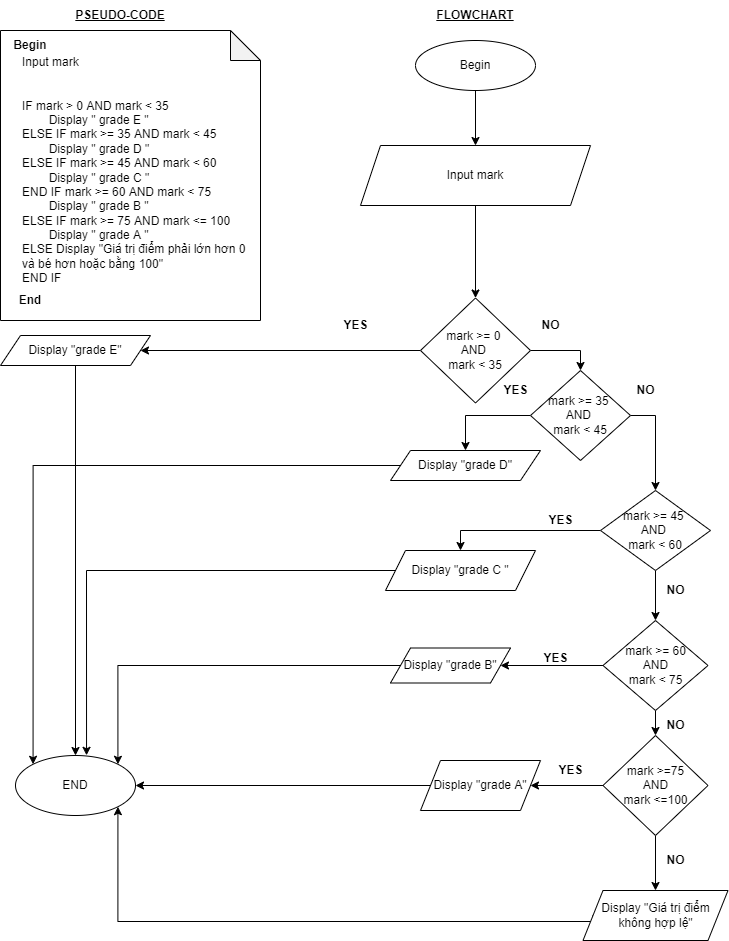 PSEUDO-CODE
Begin
Input mark
IF mark > 0 AND mark < 35
Display " grade E "
ELSE IF mark >= 35 AND mark < 45
Display " grade D "
ELSE IF mark >= 45 AND mark < 60
Display " grade C "
END IF mark >= 60 AND mark < 75
Display " grade B "
ELSE IF mark >= 75 AND mark <= 100
Display " grade A "
ELSE Display "Giá trị điểm phải lớn hơn 0
và bé hơn hoặc bằng 100"
END IF
End
FLOWCHART
Begin
Input mark
mark >= 0
AND
mark < 35
YES
NO
Display "grade E"
mark >= 35
AND
mark < 45
YES
NO
Display "grade D"
mark >= 45
AND
mark < 60
YES
NO
Display "grade C "
mark >= 60
AND
mark < 75
YES
NO
Display "grade B"
mark >=75
AND
mark <=100
YES
NO
Display "grade A"
END
Display "Giá trị điểm
không hợp lệ"